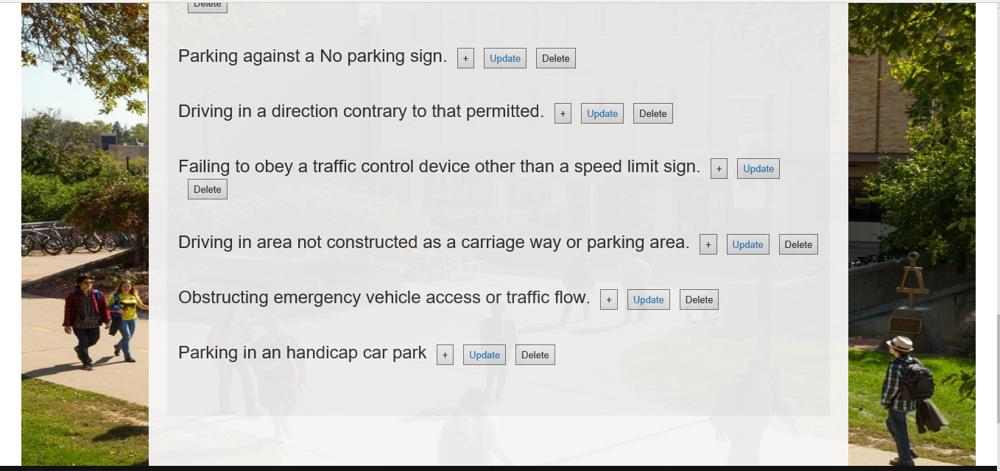 Delete
Parking against a No parking sign. + Update Delete
Driving in a direction contrary to that permitted. + Update Delete
Failing to obey a traffic control device other than a speed limit sign. + Update
Delete
Driving in area not constructed as a carriage way or parking area. + Update Delete
Obstructing emergency vehicle access or traffic flow. + Update Delete
Parking in an handicap car park + Update Delete